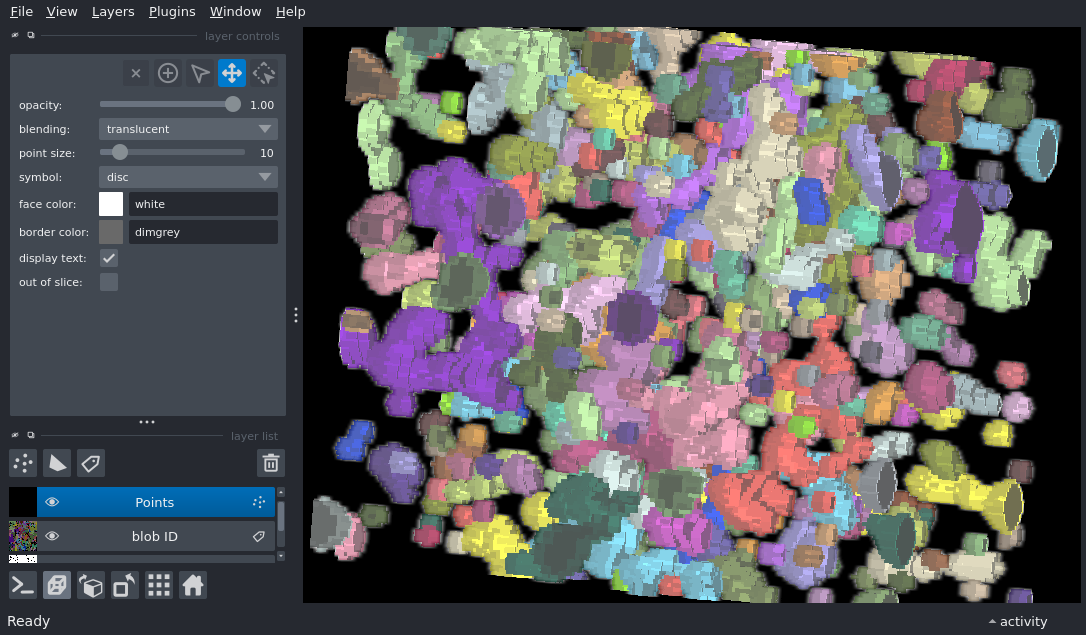 File View Layers Plugins Window Help
layer controls
opacity: 1.00
blending: translucent
point size: 10
symbol: disc
face color: white
border color: dimgrey
display text:
out of slice:
layer list
Points
blob ID
Ready
activity